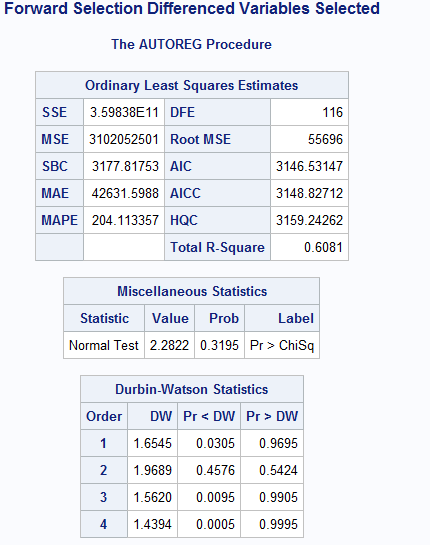 Forward Selection Differenced Variables Selected
The AUTOREG Procedure
Ordinary Least Squares Estimates
SSE 3.59838E11 DFE 116
MSE 3102052501 Root MSE 55696
SBC 3177.81753 AIC 3146.53147
MAE 42631.5988 AICC 3148.82712
MAPE 204.113357 HQC 3159.24262
Total R-Square 0.6081
Miscellaneous Statistics
Statistic Value Prob Label
Normal Test 2.2822 0.3195 Pr > ChiSq
Durbin-Watson Statistics
Order DW Pr < DW Pr > DW
1 1.6545 0.0305 0.9695
2 1.9689 0.4576 0.5424
3 1.5620 0.0095 0.9905
4 1.4394 0.0005 0.9995